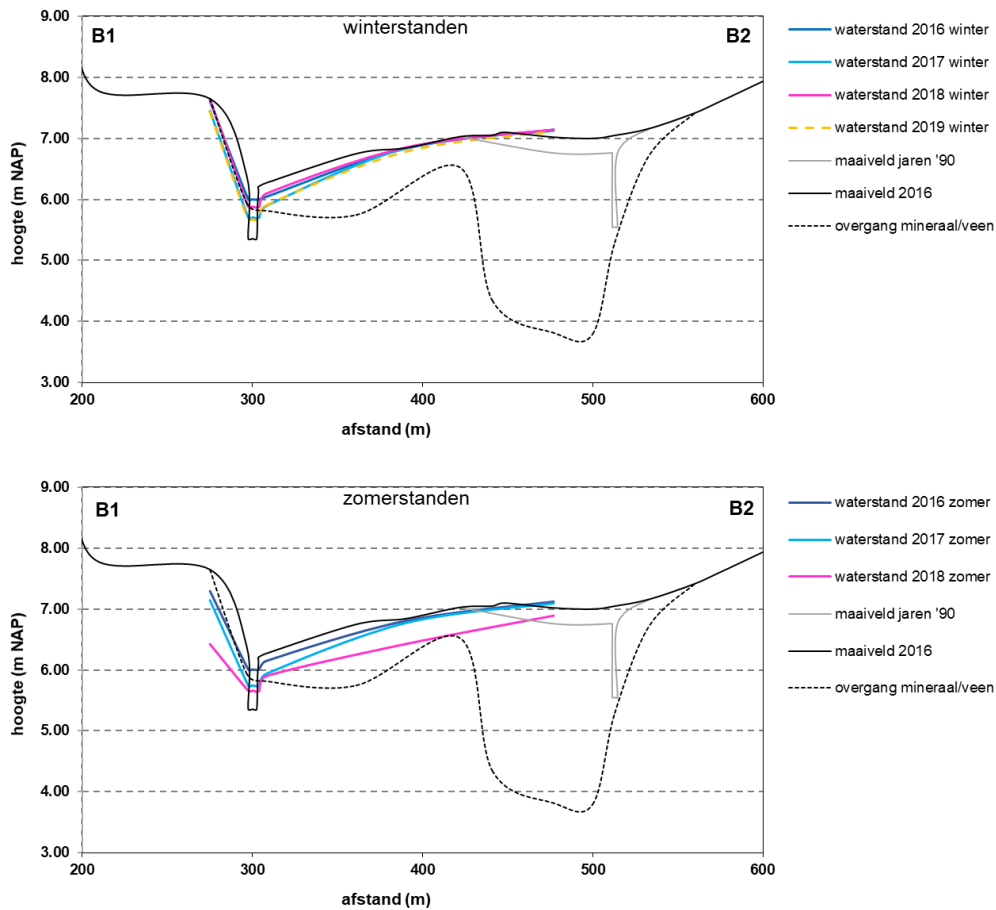 winterstanden
B1
B2
9.00
8.00
7.00
6.00
5.00
4.00
3.00
hoogte (m NAP)
200
300
400
500
600
afstand (m)
waterstand 2016 winter
waterstand 2017 winter
waterstand 2018 winter
waterstand 2019 winter
maaiveld jaren '90
maaiveld 2016
overgang mineraal/veen
zomerstanden
B1
B2
9.00
8.00
7.00
6.00
5.00
4.00
3.00
hoogte (m NAP)
200
300
400
500
600
afstand (m)
waterstand 2016 zomer
waterstand 2017 zomer
waterstand 2018 zomer
maaiveld jaren '90
maaiveld 2016
overgang mineraal/veen